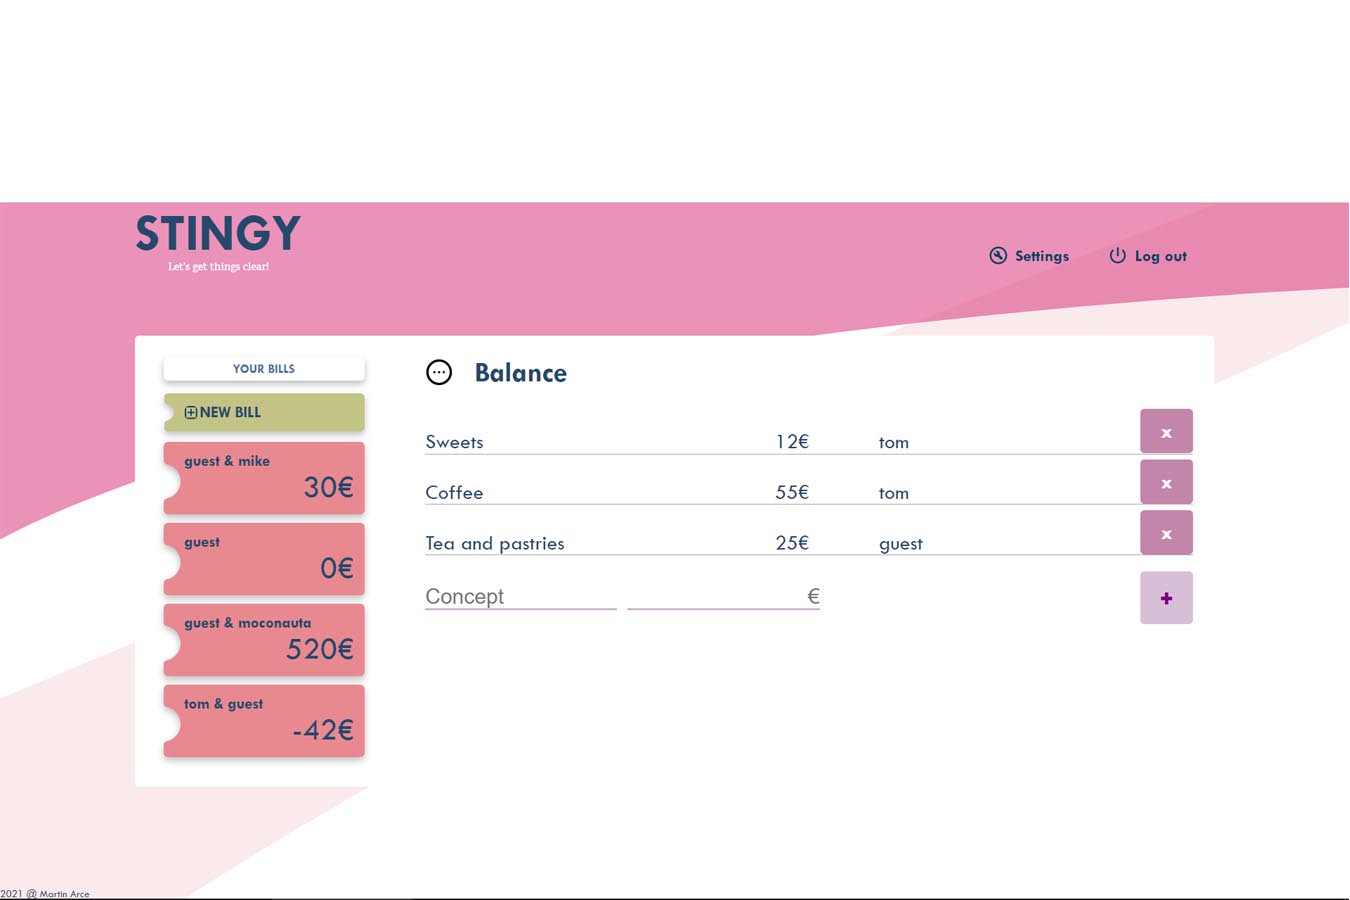 STINGY
Let's get things clear!
Settings
Log out
YOUR BILLS
NEW BILL
guest & mike
30€
guest
0€
guest & moconauta
520€
tom & guest
-42€
Balance
Sweets 12€ tom x
Coffee 55€ tom x
Tea and pastries 25€ guest x
Concept € +
2021 @ Martin Arce